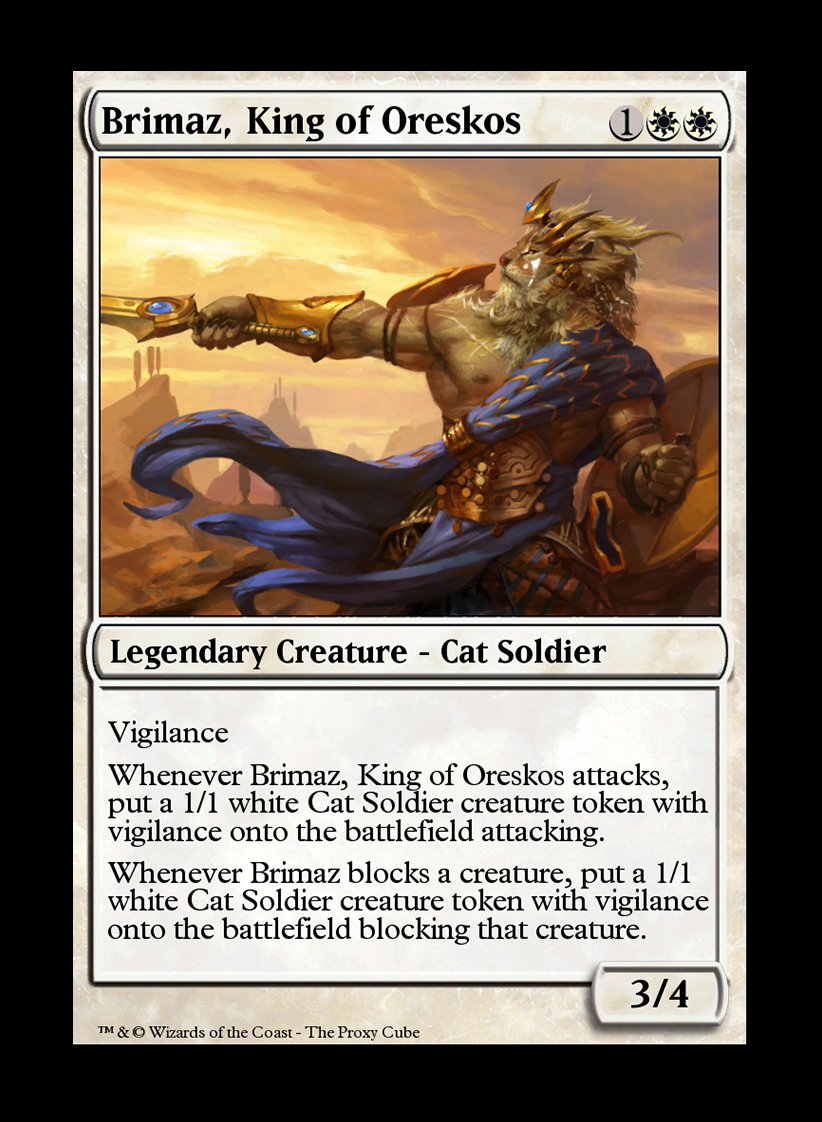 Brimaz, King of Oreskos 1
Legendary Creature - Cat Soldier
Vigilance
Whenever Brimaz, King of Oreskos attacks,
put a 1/1 white Cat Soldier creature token with
vigilance onto the battlefield attacking.
Whenever Brimaz blocks a creature, put a 1/1
white Cat Soldier creature token with vigilance
onto the battlefield blocking that creature.
3/4
™ & © Wizards of the Coast - The Proxy Cube